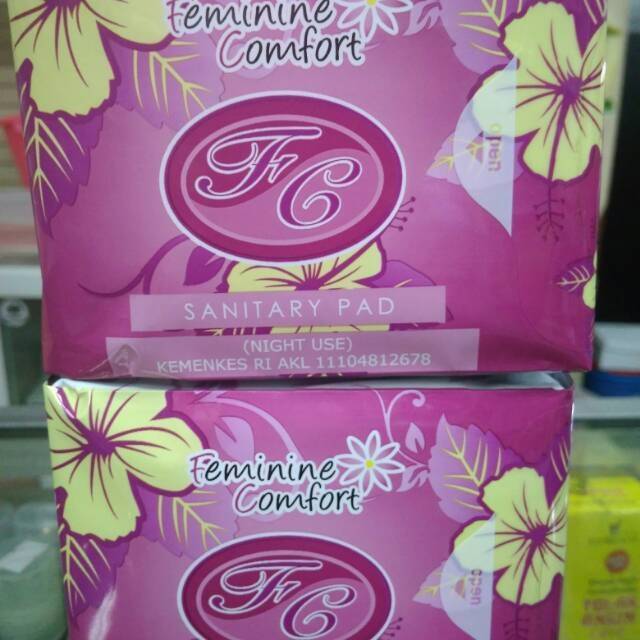 Feminine
Comfort
FC
open
SANITARY PAD
(NIGHT USE)
KEMENKES RI AKL 11104812678
Feminine
Comfort
FC
open